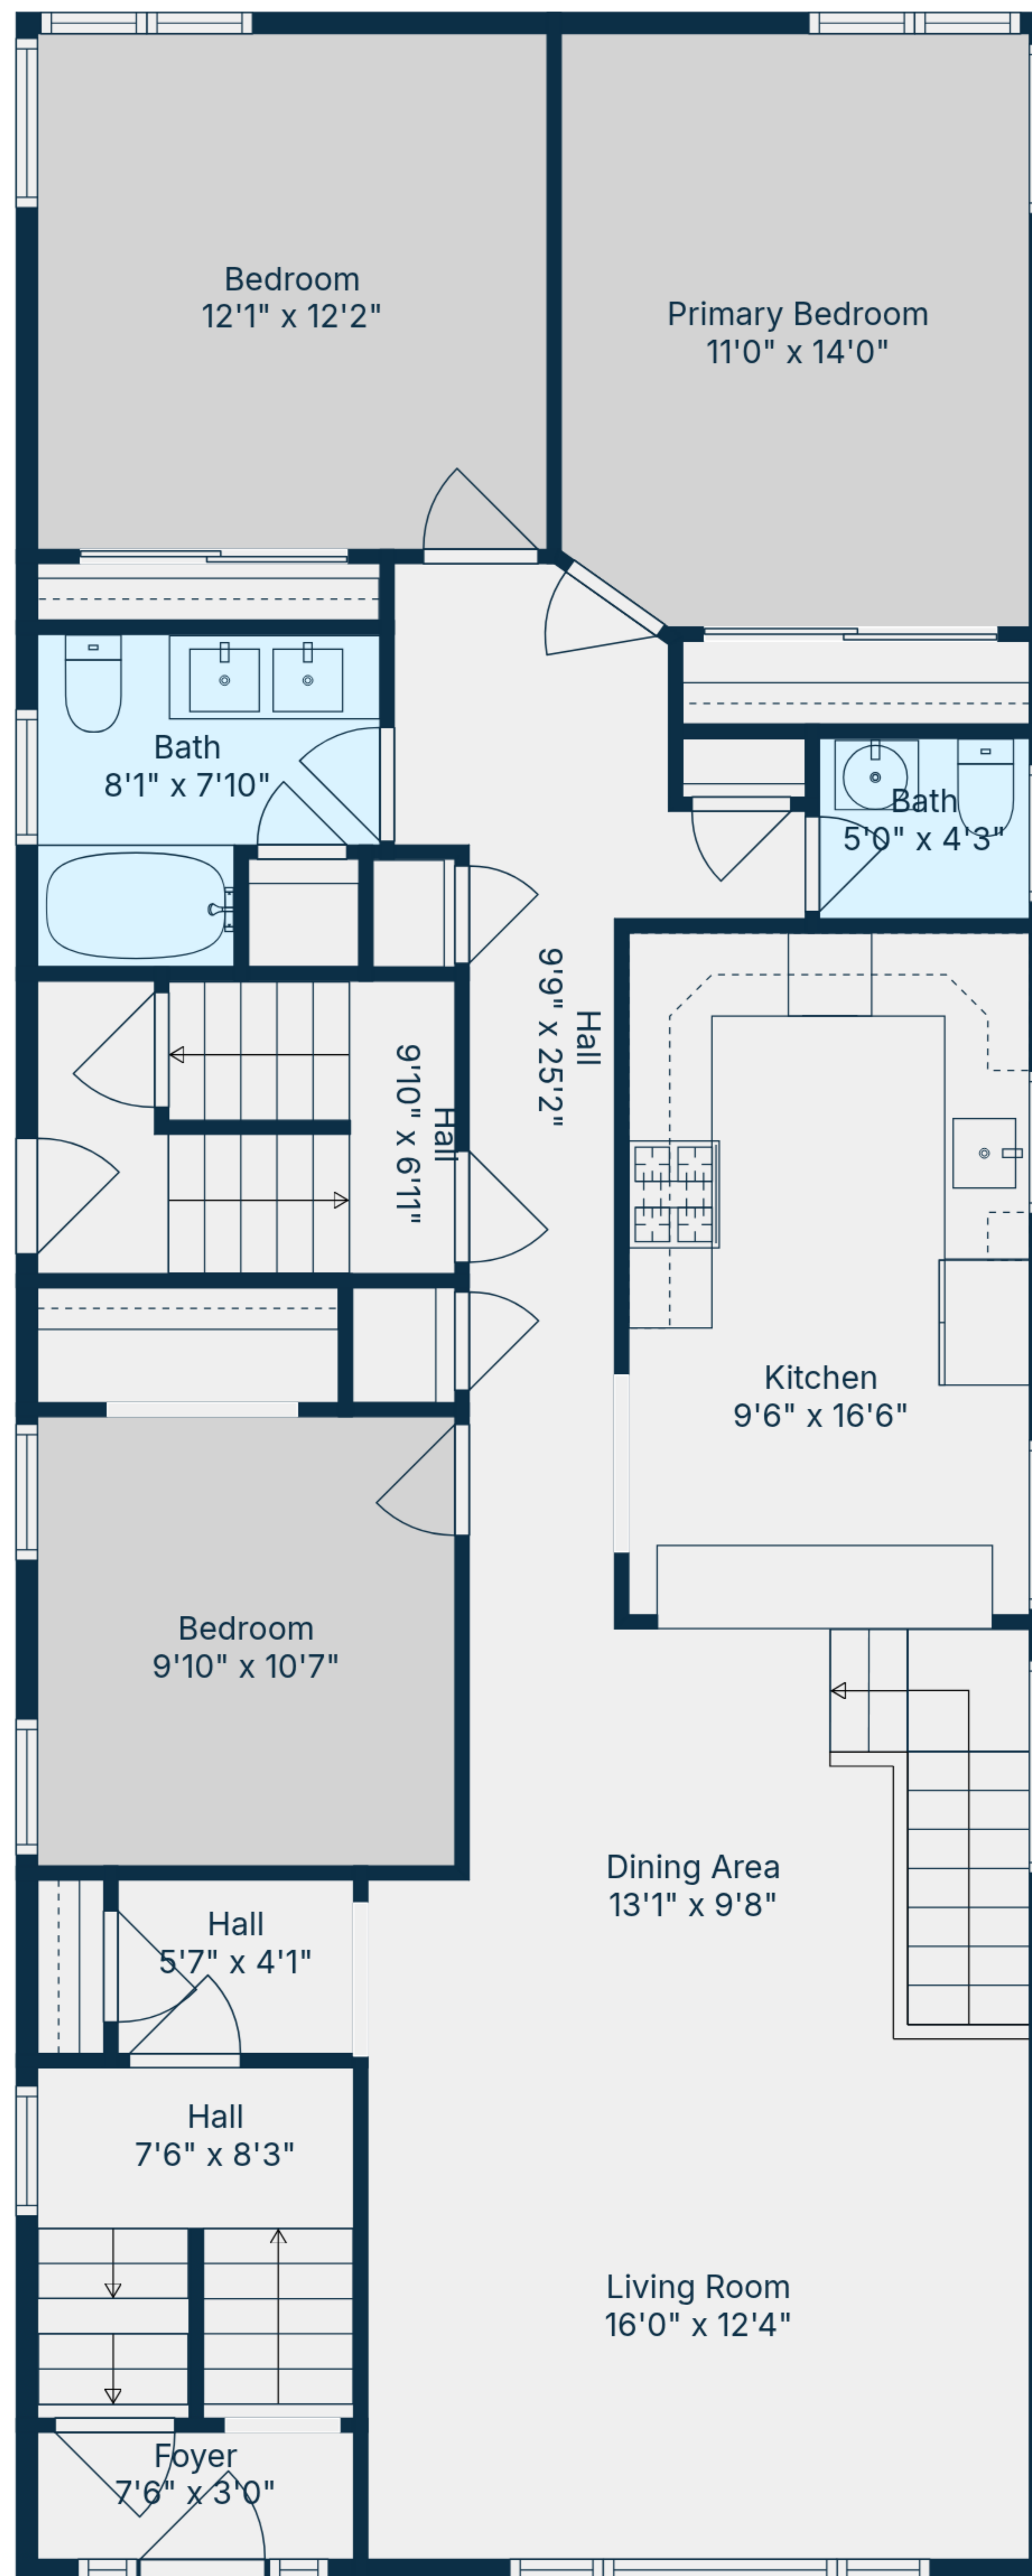 Bedroom
12'1" x 12'2"
Primary Bedroom
11'0" x 14'0"
Bath
8'1" x 7'10"
Bath
5'0" x 4'3"
Hall
9'9" x 25'2"
Hall
9'10" x 6'11"
Kitchen
9'6" x 16'6"
Bedroom
9'10" x 10'7"
Dining Area
13'1" x 9'8"
Hall
5'7" x 4'1"
Hall
7'6" x 8'3"
Living Room
16'0" x 12'4"
Foyer
7'6" x 3'0"